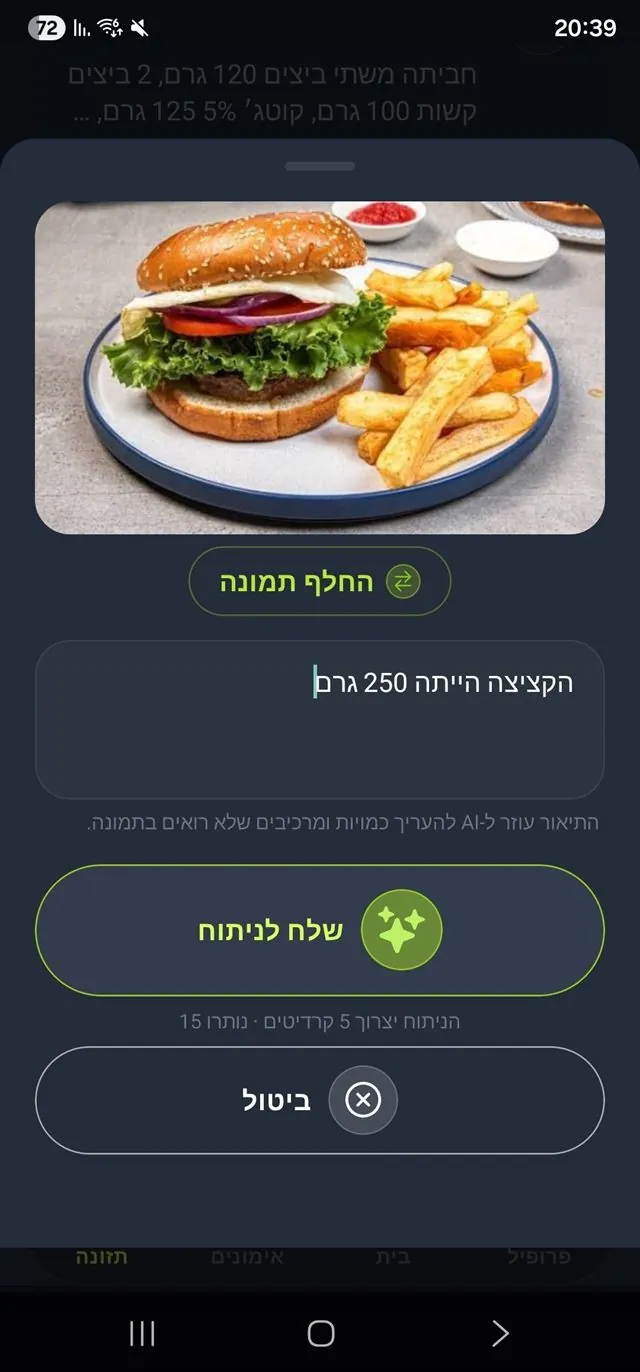 72
20:39
חביתה משתי ביצים 120 גרם, 2 ביצים
קשות 100 גרם, קוטג׳ 5% 125 גרם, ...
החלף תמונה
הקציצה הייתה 250 גרם
התיאור עוזר ל-AI להעריך כמויות ומרכיבים שלא רואים בתמונה.
שלח לניתוח
הניתוח יצרוך 5 קרדיטים · נותרו 15
ביטול
פרופיל
בית
אימונים
תזונה